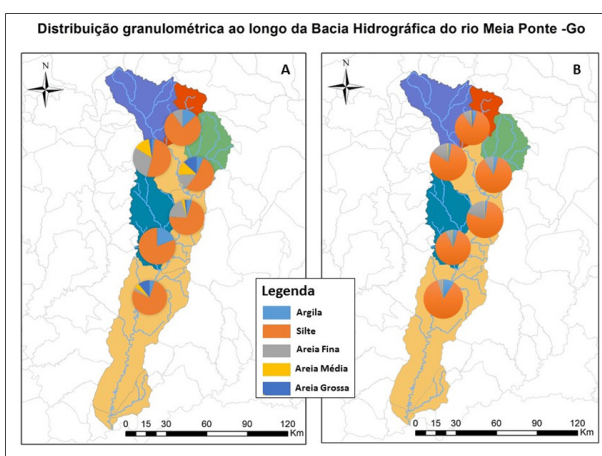 Distribuição granulométrica ao longo da Bacia Hidrográfica do rio Meia Ponte -Go
N
A
N
B
Legenda
Argila
Silte
Areia Fina
Areia Média
Areia Grossa
0 15 30 60 90 120
Km
0 15 30 60 90 120
Km